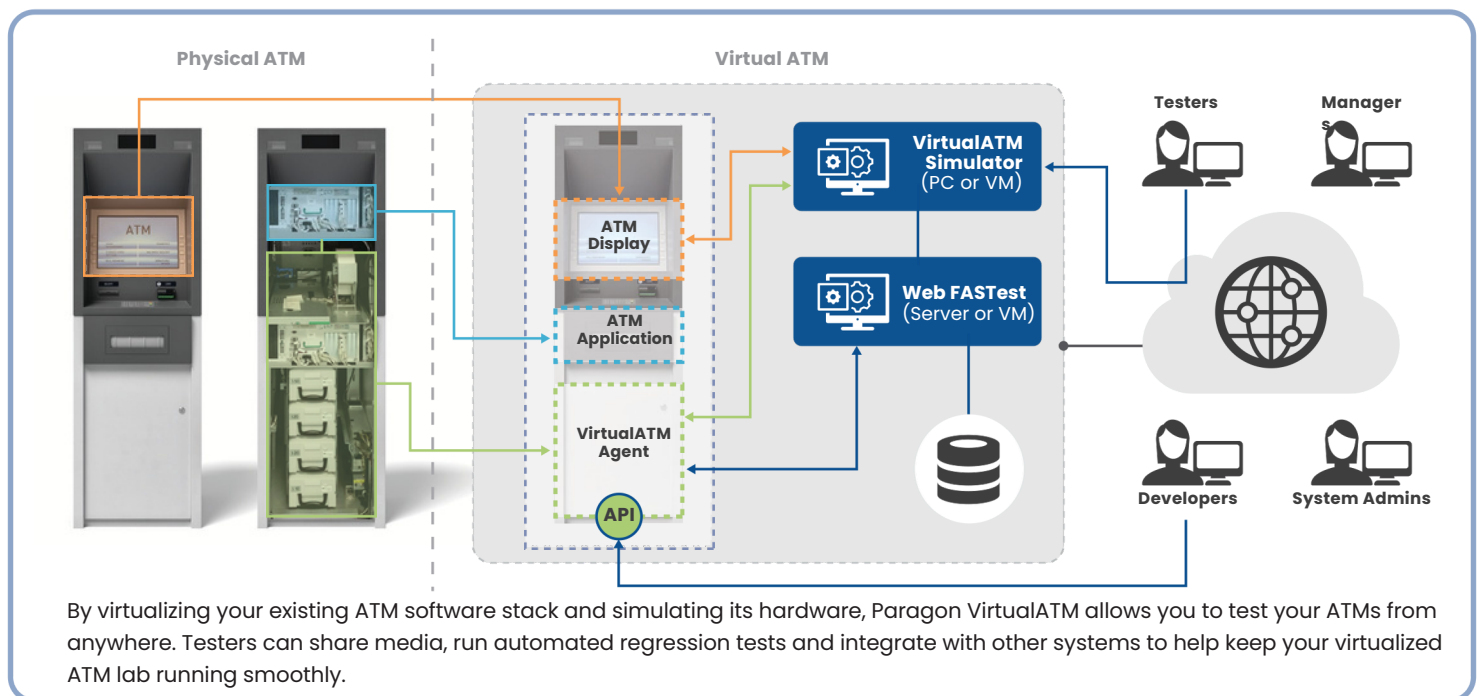 Physical ATM
Virtual ATM
ATM
ATM
Display
ATM
Application
VirtualATM
Agent
API
VirtualATM
Simulator
(PC or VM)
Web FASTest
(Server or VM)
Testers
Manager
s
Developers
System Admins
By virtualizing your existing ATM software stack and simulating its hardware, Paragon VirtualATM allows you to test your ATMs from
anywhere. Testers can share media, run automated regression tests and integrate with other systems to help keep your virtualized
ATM lab running smoothly.